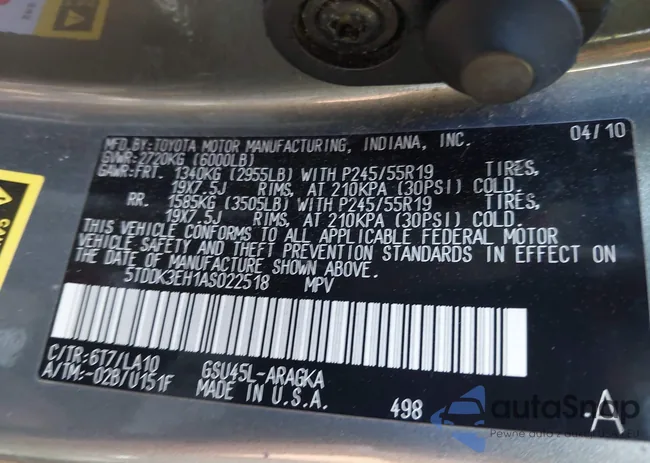 MFD.BY:TOYOTA MOTOR MANUFACTURING, INDIANA, INC. 04/10
GVWR:2720KG (6000LB)
GAWR:FRT. 1340KG (2955LB) WITH P245/55R19 TIRES,
19X7.5J RIMS, AT 210KPA (30PSI) COLD.
RR. 1585KG (3505LB) WITH P245/55R19 TIRES,
19X7.5J RIMS, AT 210KPA (30PSI) COLD.
THIS VEHICLE CONFORMS TO ALL APPLICABLE FEDERAL MOTOR
VEHICLE SAFETY AND THEFT PREVENTION STANDARDS IN EFFECT ON
THE DATE OF MANUFACTURE SHOWN ABOVE.
5TDDK3EH1AS022518 MPV
C/TR:6T7/LA10 GSU45L-ARAGKA
A/TM:-02B/U151F MADE IN U.S.A. 498 A
autoSnap
Pewne auta z